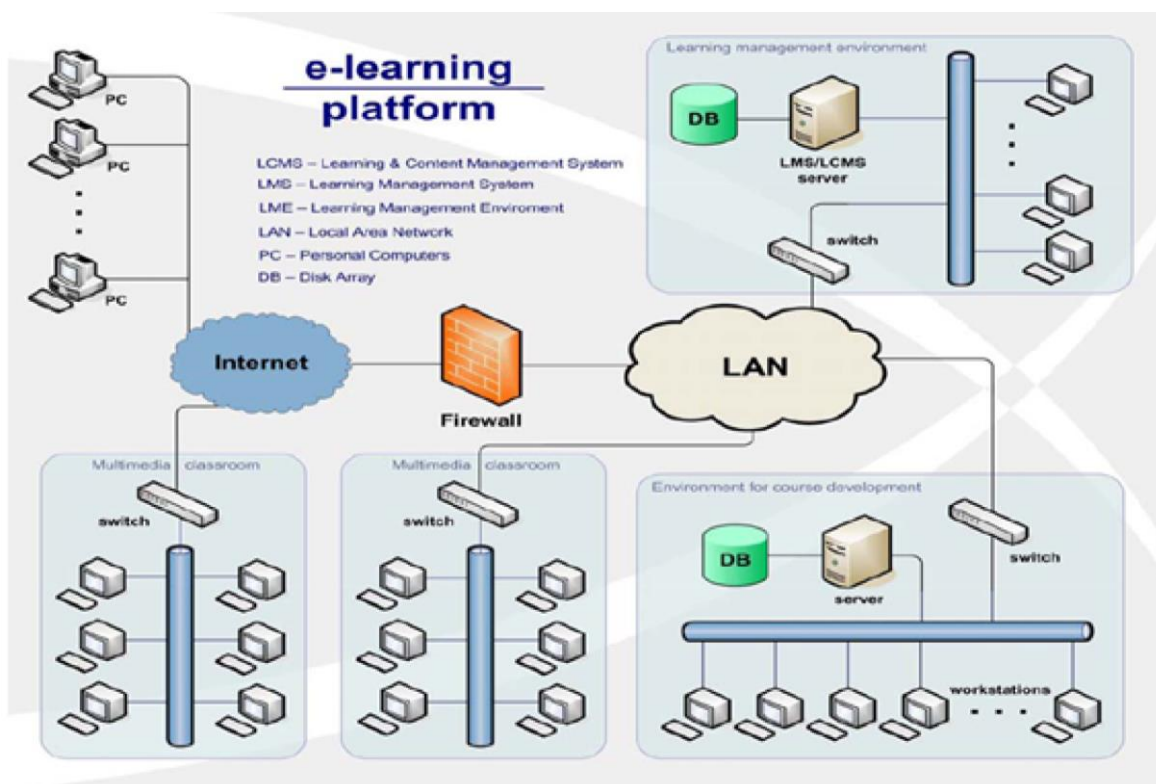 e-learning
platform
LCMS – Learning & Content Management System
LMS – Learning Management System
LME – Learning Management Enviroment
LAN – Local Area Network
PC – Personal Computers
DB – Disk Array
PC
PC
PC
Learning management environment
DB
LMS/LCMS
server
switch
Internet
Firewall
LAN
Multimedia classroom
switch
Multimedia classroom
switch
Environment for course development
DB
server
switch
workstations